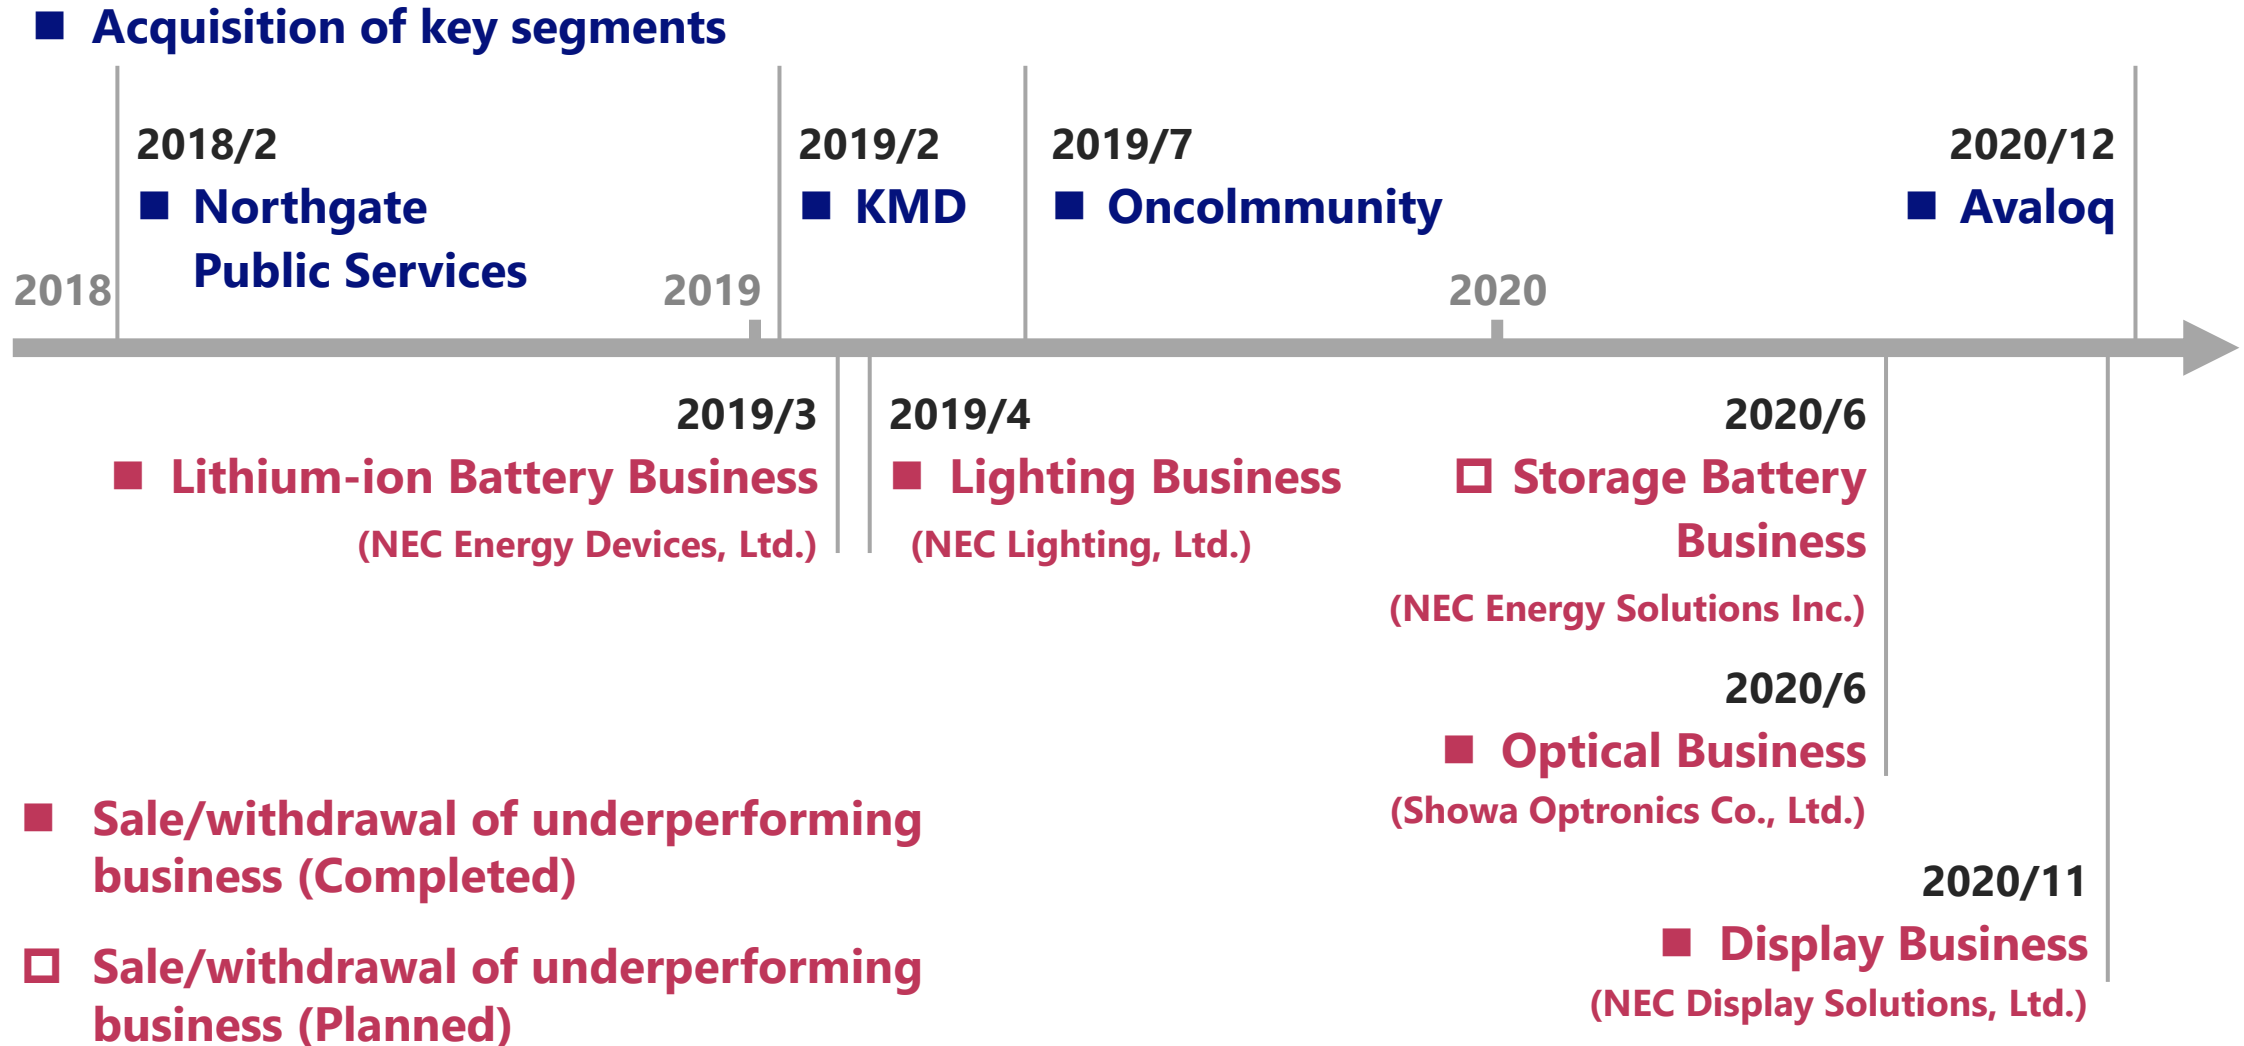 Acquisition of key segments
2018/2
Northgate
Public Services
2019/2
KMD
2019/7
OncoImmunity
2020/12
Avaloq
2018
2019
2020
2019/3
Lithium-ion Battery Business
(NEC Energy Devices, Ltd.)
2019/4
Lighting Business
(NEC Lighting, Ltd.)
2020/6
Storage Battery
Business
(NEC Energy Solutions Inc.)
2020/6
Optical Business
(Showa Optronics Co., Ltd.)
2020/11
Display Business
(NEC Display Solutions, Ltd.)
Sale/withdrawal of underperforming
business (Completed)
Sale/withdrawal of underperforming
business (Planned)